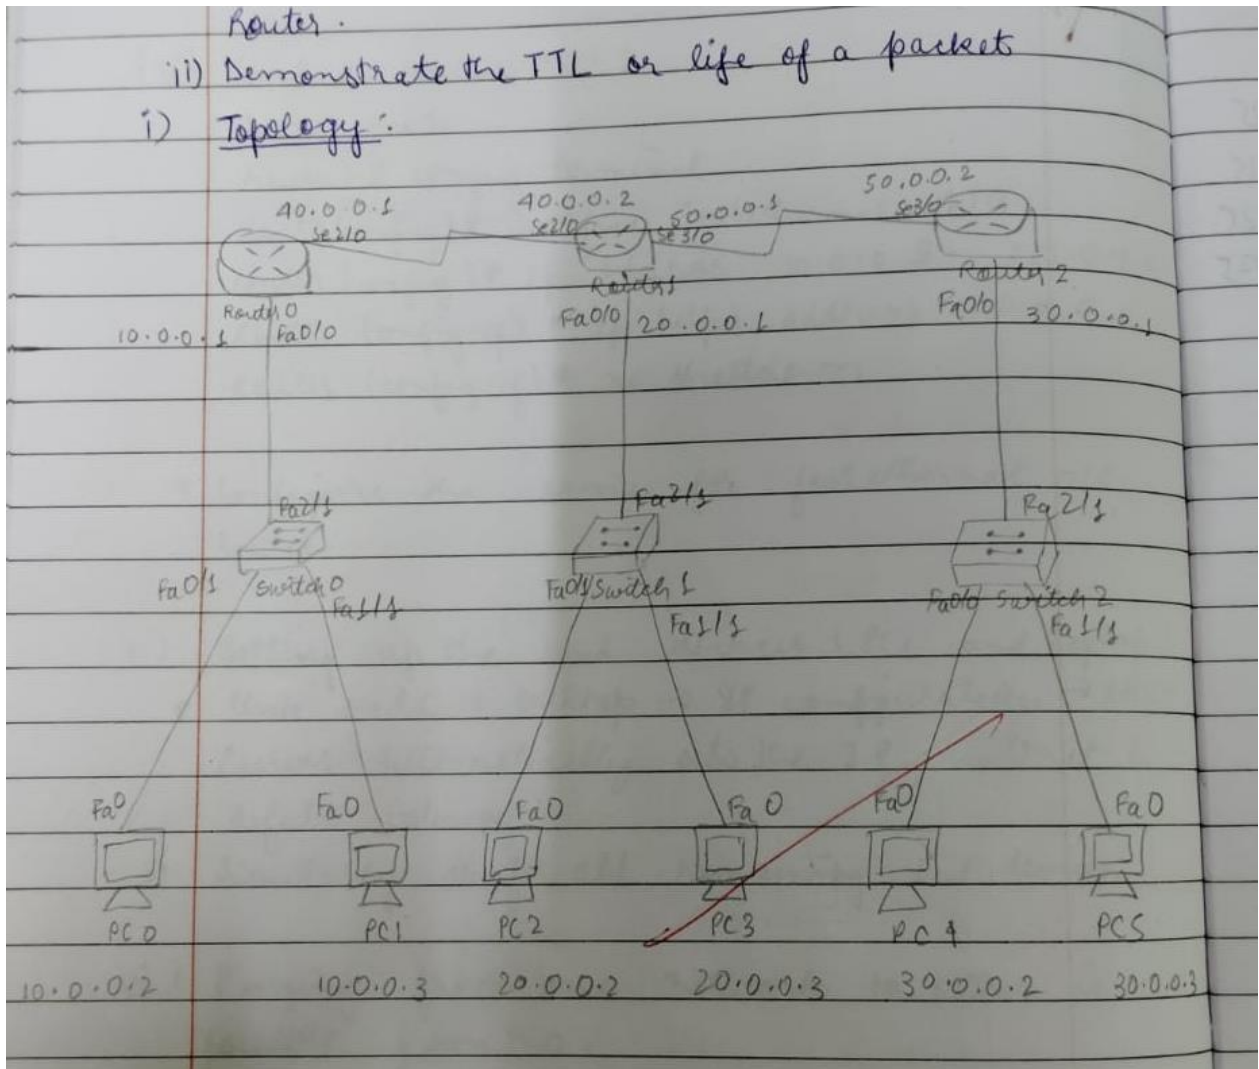 Router.
ii) Demonstrate the TTL or life of a packet
i) Topology:
40.0.0.1 40.0.0.2 50.0.0.1 50.0.0.2
Se2/0 Se2/0 Se3/0 Se3/0
Router 0 Router 1 Router 2
10.0.0.1 Fa0/0 Fa0/0 20.0.0.1 Fa0/0 30.0.0.1
Fa2/1 Fa2/1 Fa2/1
Fa0/1 Switch 0 Fa0/1 Switch 1 Fa0/0 Switch 2
Fa1/1 Fa1/1 Fa1/1
Fa0 Fa0 Fa0 Fa0 Fa0 Fa0
PC0 PC1 PC2 PC3 PC4 PC5
10.0.0.2 10.0.0.3 20.0.0.2 20.0.0.3 30.0.0.2 30.0.0.3